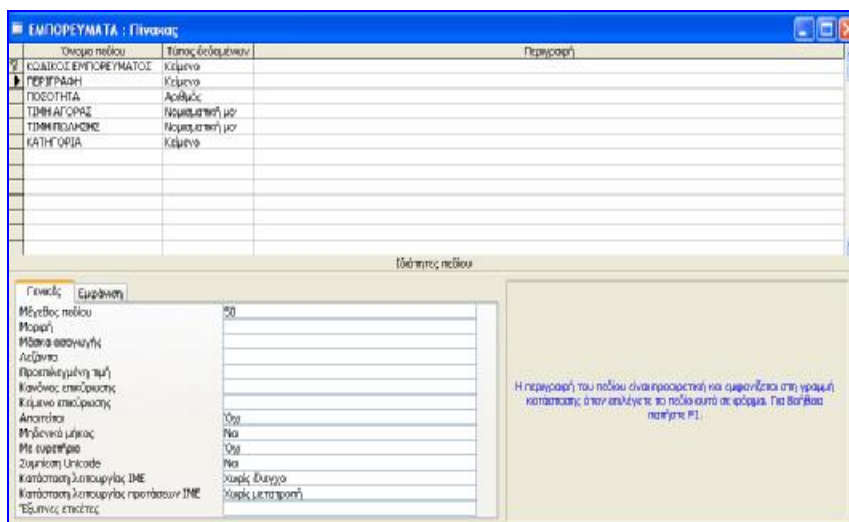 ΕΜΠΟΡΕΥΜΑΤΑ : Πίνακας
Όνομα πεδίου Τύπος δεδομένων Περιγραφή
ΚΩΔΙΚΟΣ ΕΜΠΟΡΕΥΜΑΤΟΣ Κείμενο
ΠΕΡΙΓΡΑΦΗ Κείμενο
ΠΟΣΟΤΗΤΑ Αριθμός
ΤΙΜΗ ΑΓΟΡΑΣ Νομισματική μο
ΤΙΜΗ ΠΩΛΗΣΗΣ Νομισματική μο
ΚΑΤΗΓΟΡΙΑ Κείμενο
Ιδιότητες πεδίου
Γενικές Εμφάνιση
Μέγεθος πεδίου 50
Μορφή
Μάσκα εισαγωγής
Λεζάντα
Προεπιλεγμένη τιμή
Κανόνας επικύρωσης
Κείμενο επικύρωσης
Απαιτείται Όχι
Μηδενικό μήκος Ναι
Με ευρετήριο Όχι
Συμπίεση Unicode Ναι
Κατάσταση λειτουργίας IME Χωρίς έλεγχο
Κατάσταση λειτουργίας προτάσεων IME Χωρίς μετατροπή
Έξυπνες ετικέτες
Η περιγραφή του πεδίου είναι προαιρετική και εμφανίζεται στη γραμμή
κατάστασης όταν επιλέγετε το πεδίο αυτό σε φόρμα. Για βοήθεια
πατήστε F1.